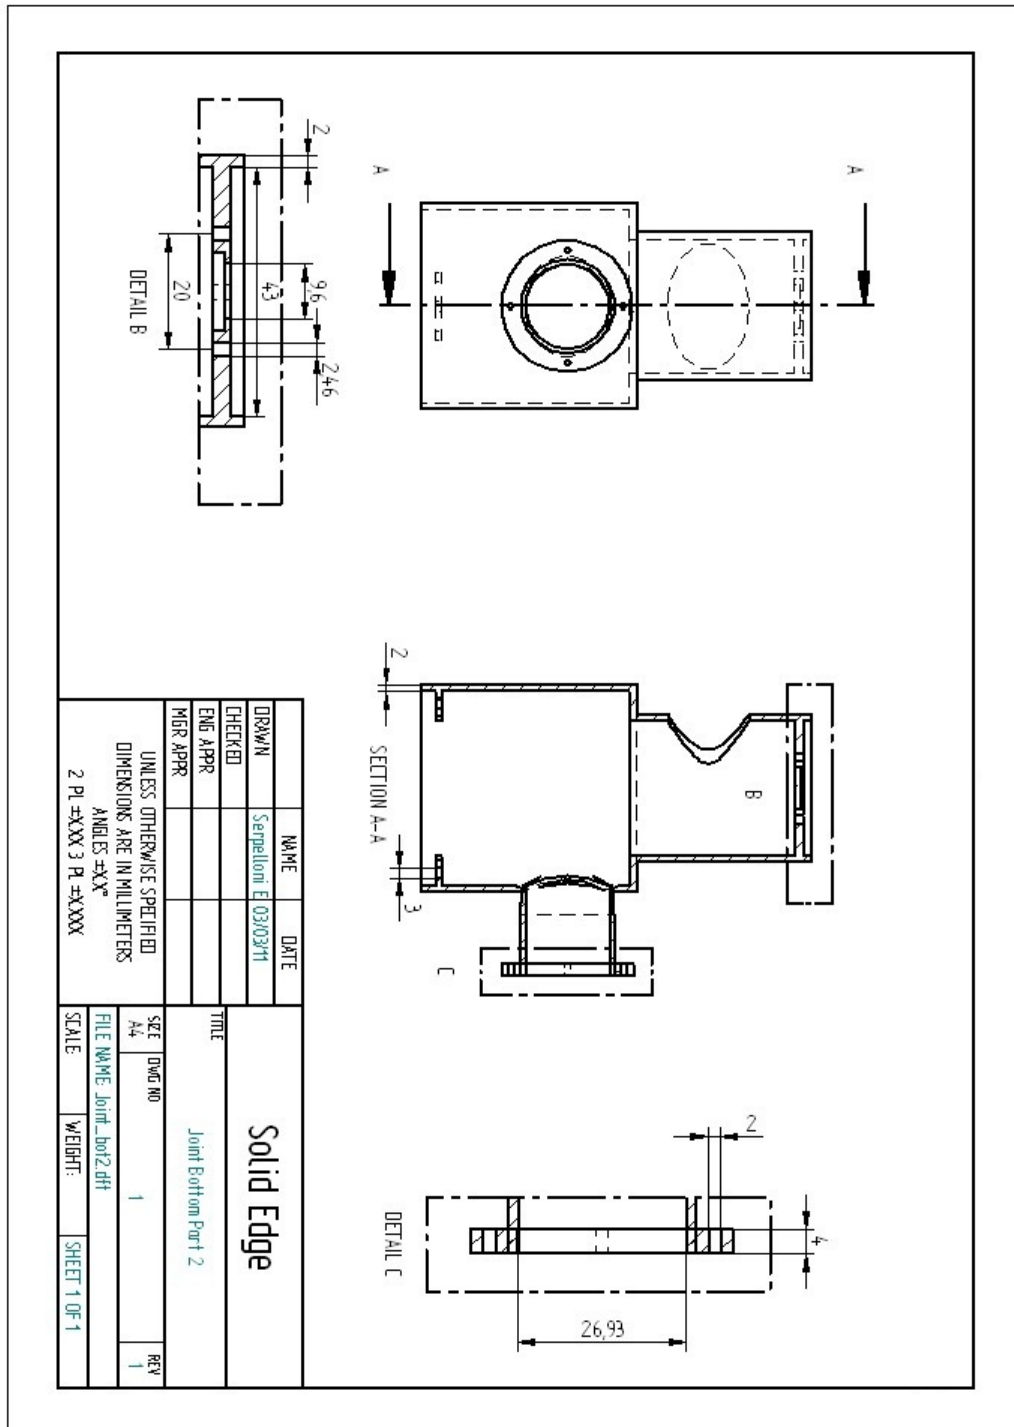 A
A
2
43
9,6
2,46
20
DETAIL B
2
3
SECTION A-A
B
C
2
4
26,93
DETAIL C
NAME DATE
DRAWN Serpelloni E 03/03/11
CHECKED
ENG APPR
MGR APPR
UNLESS OTHERWISE SPECIFIED
DIMENSIONS ARE IN MILLIMETERS
ANGLES ±X.X°
2 PL ±X.XX 3 PL ±X.XXX
Solid Edge
TITLE
Joint Bottom Part 2
SIZE DWG NO REV
A4 1 1
FILE NAME: Joint_bot2.dft
SCALE: WEIGHT: SHEET 1 OF 1